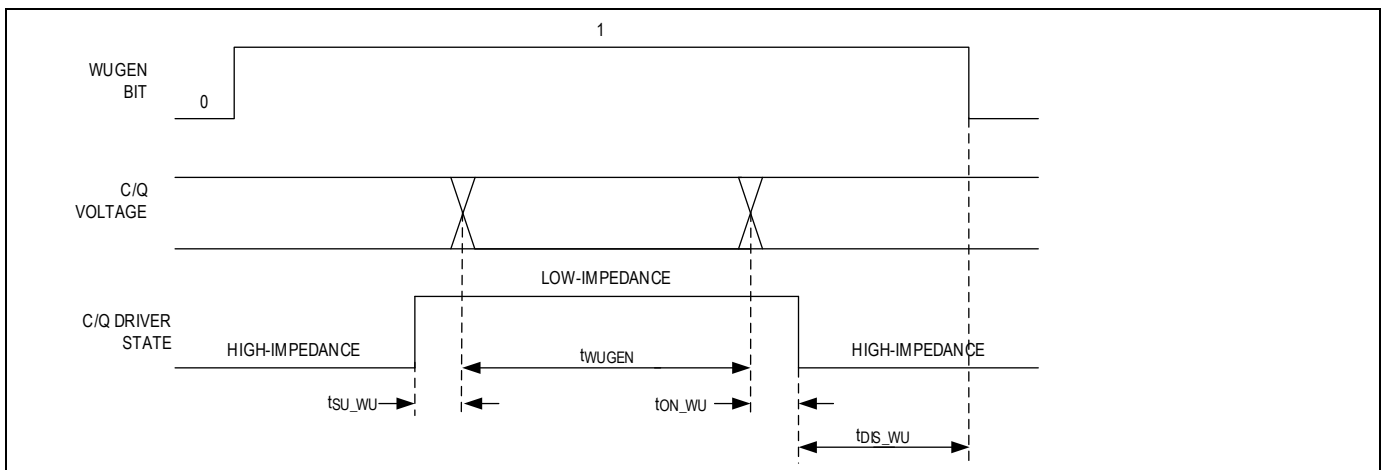 1
WUGEN
BIT
0
C/Q
VOLTAGE
LOW-IMPEDANCE
C/Q DRIVER
STATE
HIGH-IMPEDANCE
tWUGEN
HIGH-IMPEDANCE
tSU_WU
tON_WU
tDIS_WU